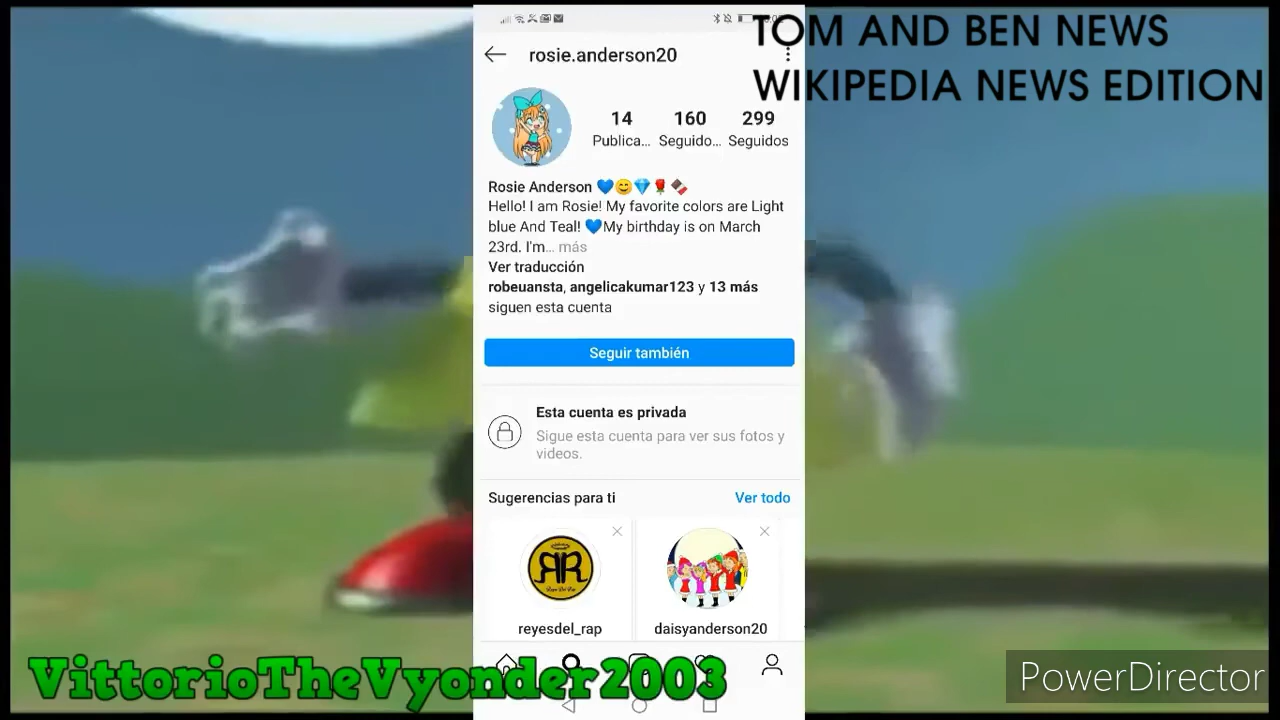 TOM AND BEN NEWS
WIKIPEDIA NEWS EDITION
rosie.anderson20
14 160 299
Publica... Seguido... Seguidos
Rosie Anderson 💙😊💎🌹🍫
Hello! I am Rosie! My favorite colors are Light
blue And Teal! 💙My birthday is on March
23rd. I'm... más
Ver traducción
robeuansta, angelicakumar123 y 13 más
siguen esta cuenta
Seguir también
Esta cuenta es privada
Sigue esta cuenta para ver sus fotos y
videos.
Sugerencias para ti Ver todo
RR
reyesdel_rap daisyanderson20
VittorioTheVyonder2003
PowerDirector